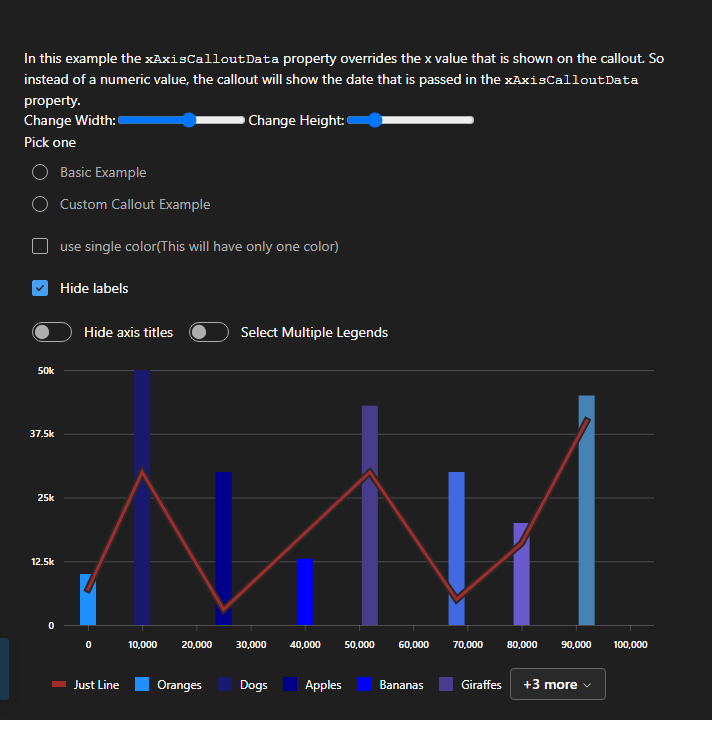 In this example the xAxisCalloutData property overrides the x value that is shown on the callout. So
instead of a numeric value, the callout will show the date that is passed in the xAxisCalloutData
property.
Change Width: Change Height:
Pick one
Basic Example
Custom Callout Example
use single color(This will have only one color)
Hide labels
Hide axis titles Select Multiple Legends
50k
37.5k
25k
12.5k
0
0 10,000 20,000 30,000 40,000 50,000 60,000 70,000 80,000 90,000 100,000
Just Line Oranges Dogs Apples Bananas Giraffes +3 more